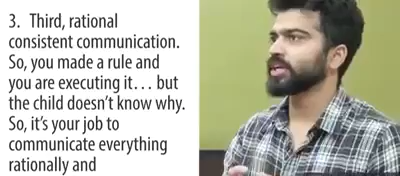 3. Third, rational
consistent communication.
So, you made a rule and
you are executing it… but
the child doesn’t know why.
So, it’s your job to
communicate everything
rationally and